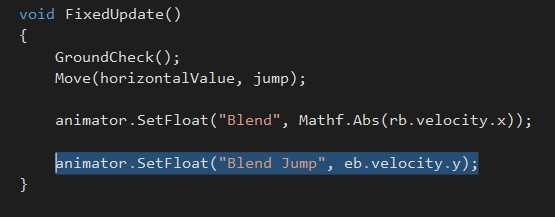 void FixedUpdate()
{
GroundCheck();
Move(horizontalValue, jump);
animator.SetFloat("Blend", Mathf.Abs(rb.velocity.x));
animator.SetFloat("Blend Jump", eb.velocity.y);
}